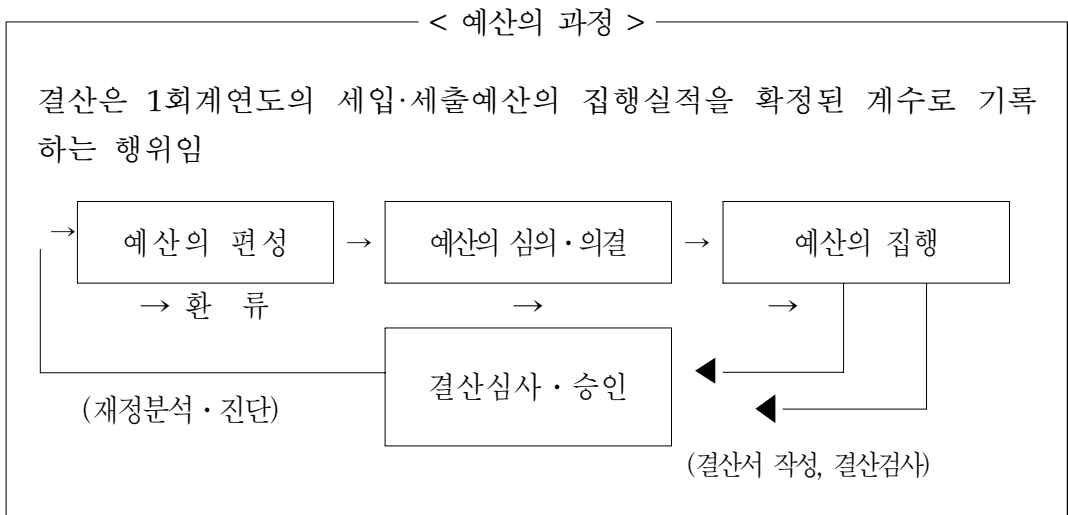 < 예산의 과정 >
결산은 1회계연도의 세입·세출예산의 집행실적을 확정된 계수로 기록
하는 행위임
→ 예산의 편성 → 예산의 심의·의결 → 예산의 집행
→ 환 류 → →
결산심사·승인
(재정분석·진단)
(결산서 작성, 결산검사)